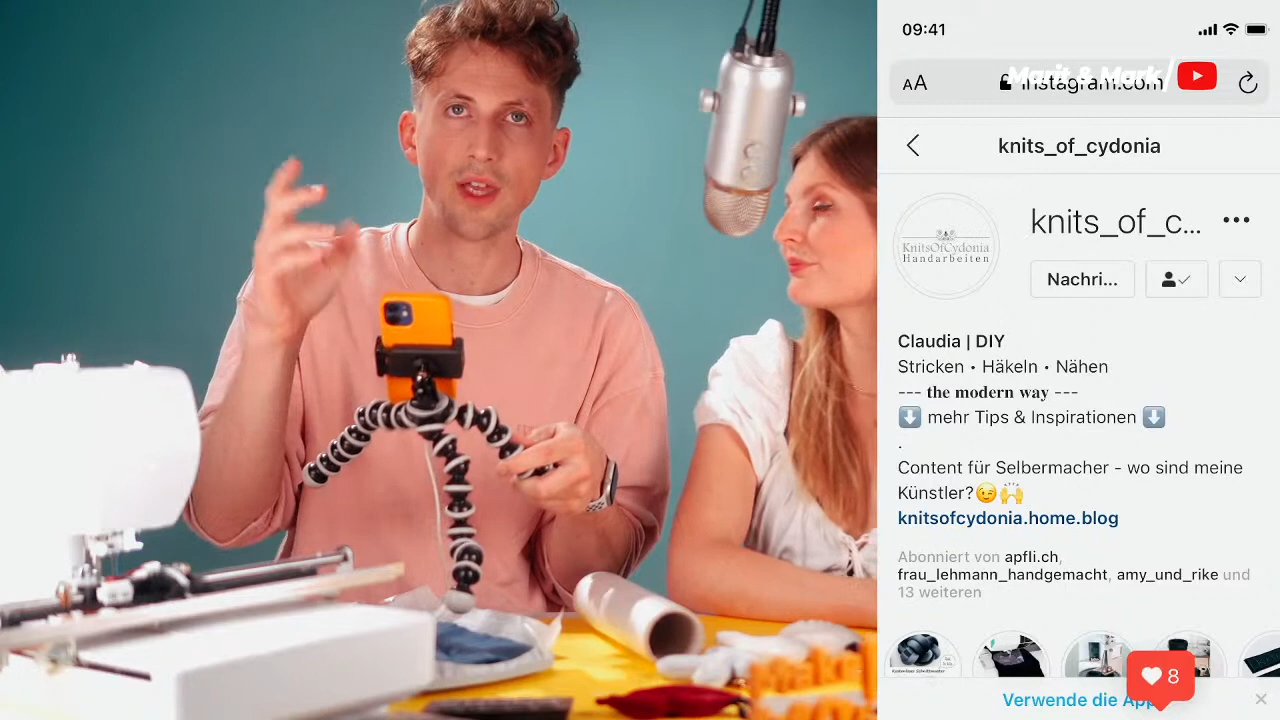 09:41
Marit & Mark/
AA
instagram.com
knits_of_cydonia
KnitsOfCydonia
Handarbeiten
knits_of_c...
Nachri...
Claudia | DIY
Stricken • Häkeln • Nähen
--- the modern way ---
⬇️ mehr Tips & Inspirationen ⬇️
.
Content für Selbermacher - wo sind meine
Künstler?😉🙌
knitsofcydonia.home.blog
Abonniert von apfli.ch,
frau_lehmann_handgemacht, amy_und_rike und
13 weiteren
Verwende die App
8